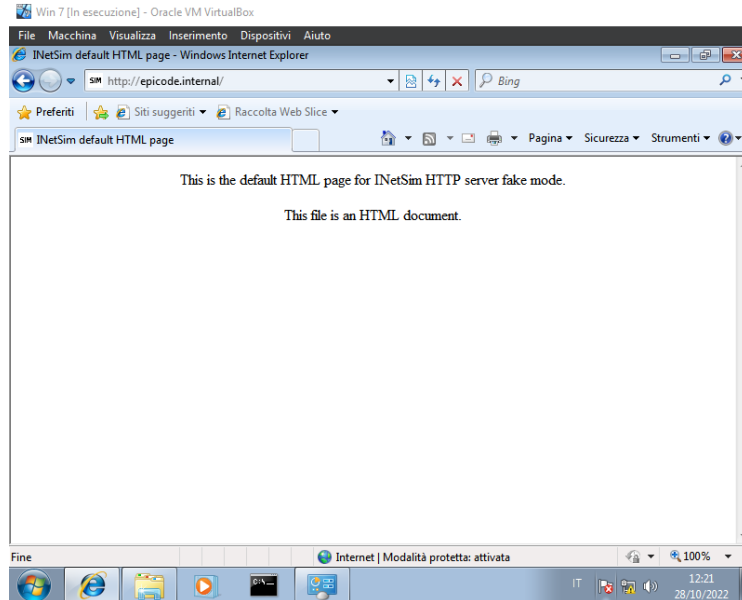 Win 7 [In esecuzione] - Oracle VM VirtualBox
File Macchina Visualizza Inserimento Dispositivi Aiuto
INetSim default HTML page - Windows Internet Explorer
SIM http://epicode.internal/ Bing
Preferiti Siti suggeriti Raccolta Web Slice
SIM INetSim default HTML page Pagina Sicurezza Strumenti
This is the default HTML page for INetSim HTTP server fake mode.
This file is an HTML document.
Fine Internet | Modalità protetta: attivata 100%
C:\_ IT 12:21
28/10/2022